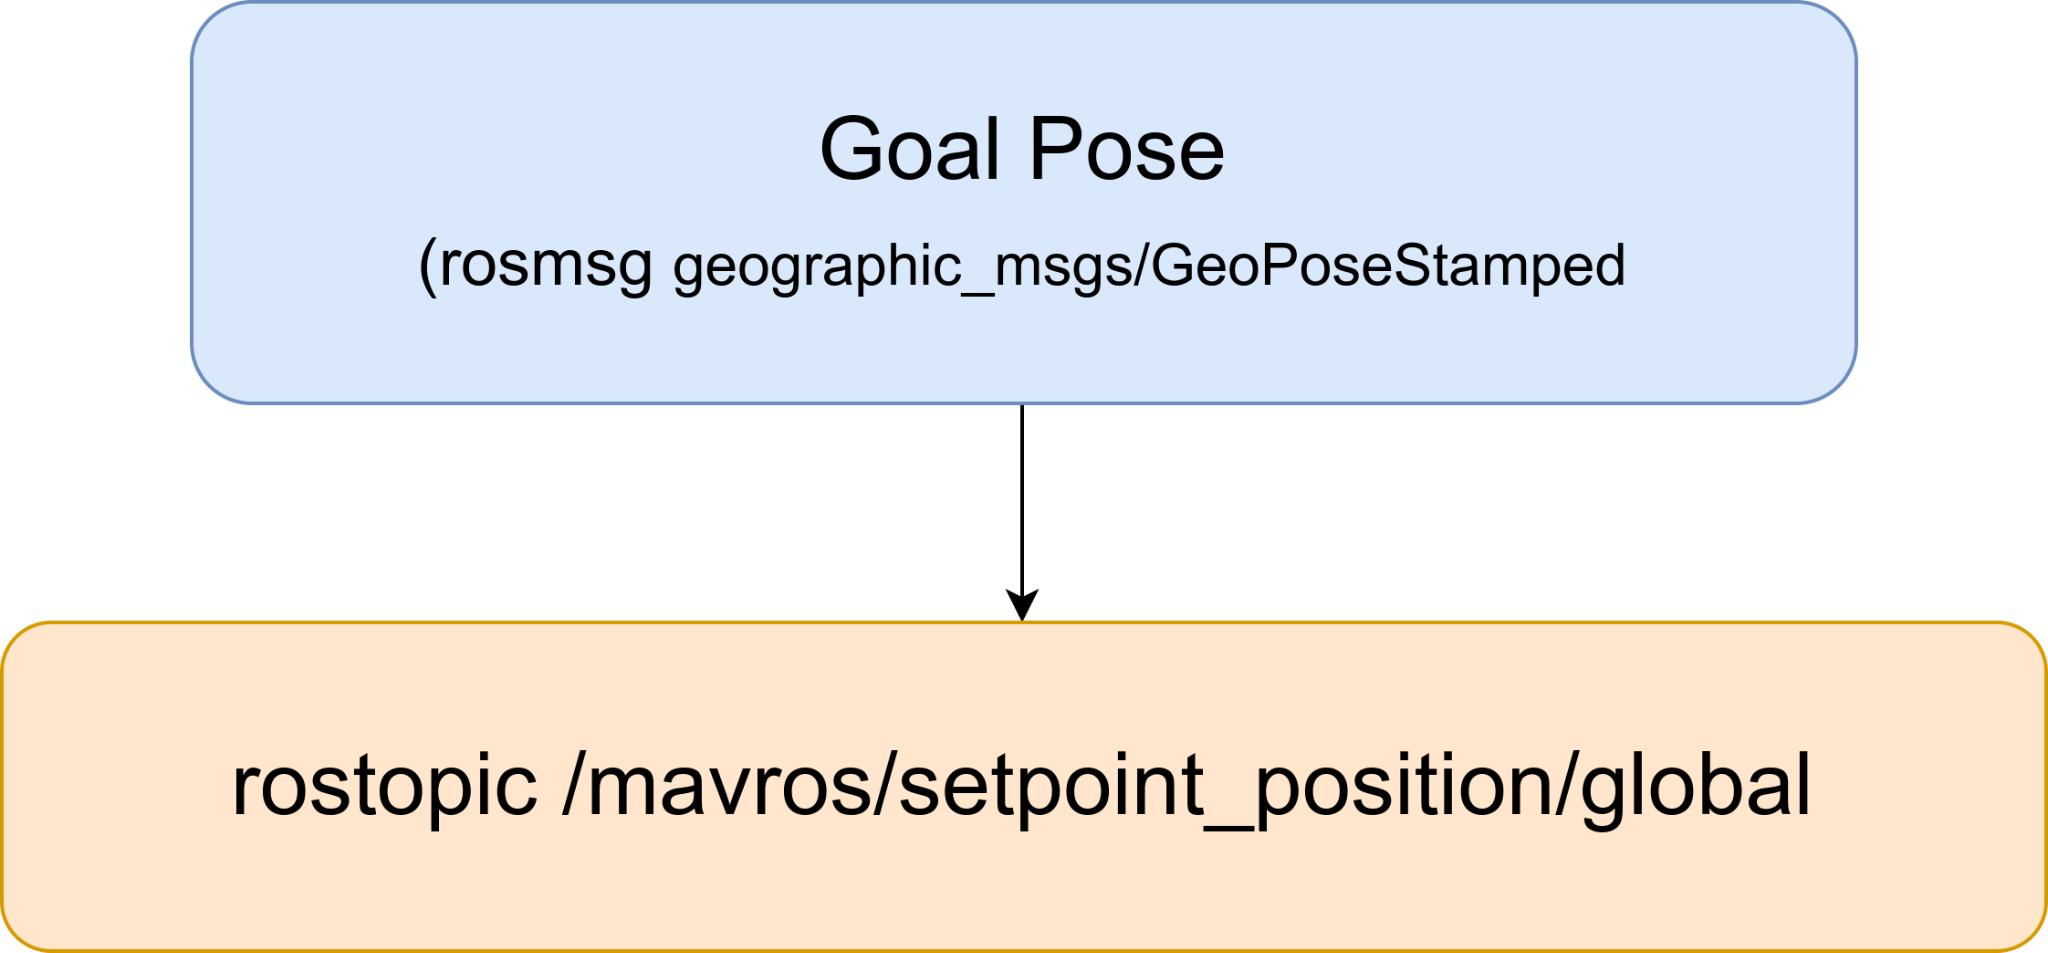 Goal Pose
(rosmsg geographic_msgs/GeoPoseStamped
rostopic /mavros/setpoint_position/global